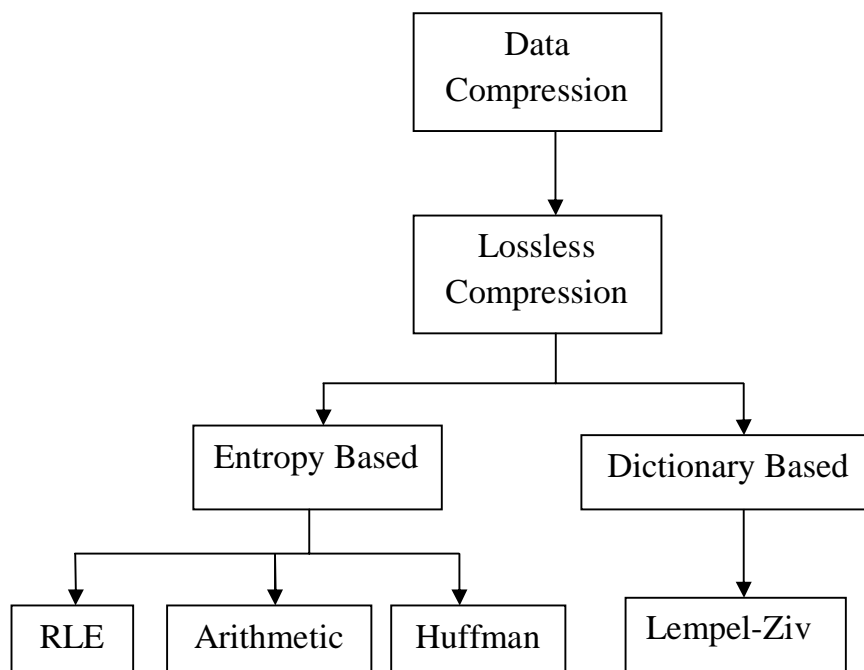 Data
Compression
Lossless
Compression
Entropy Based
Dictionary Based
RLE
Arithmetic
Huffman
Lempel-Ziv